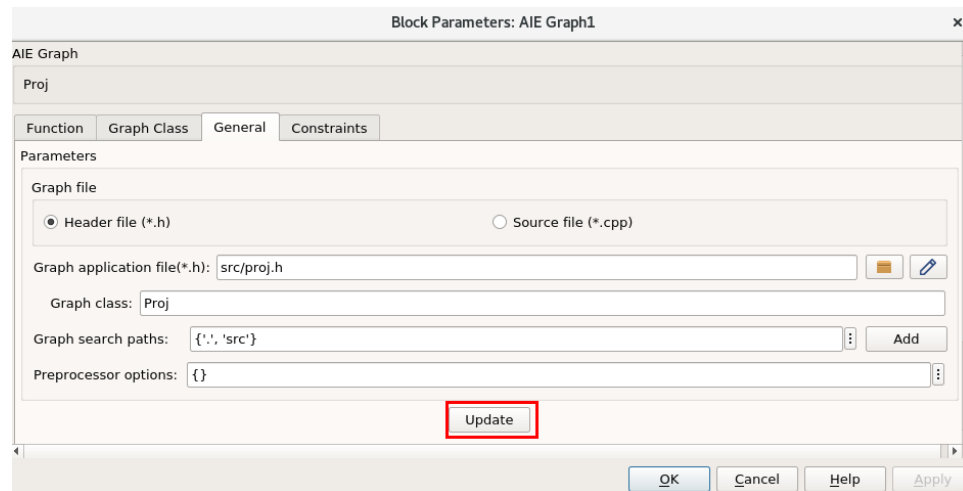 Block Parameters: AIE Graph1 ×
AIE Graph
Proj
Function Graph Class General Constraints
Parameters
Graph file
Header file (*.h) Source file (*.cpp)
Graph application file(*.h): src/proj.h
Graph class: Proj
Graph search paths: {'.', 'src'} Add
Preprocessor options: {}
Update
OK Cancel Help Apply